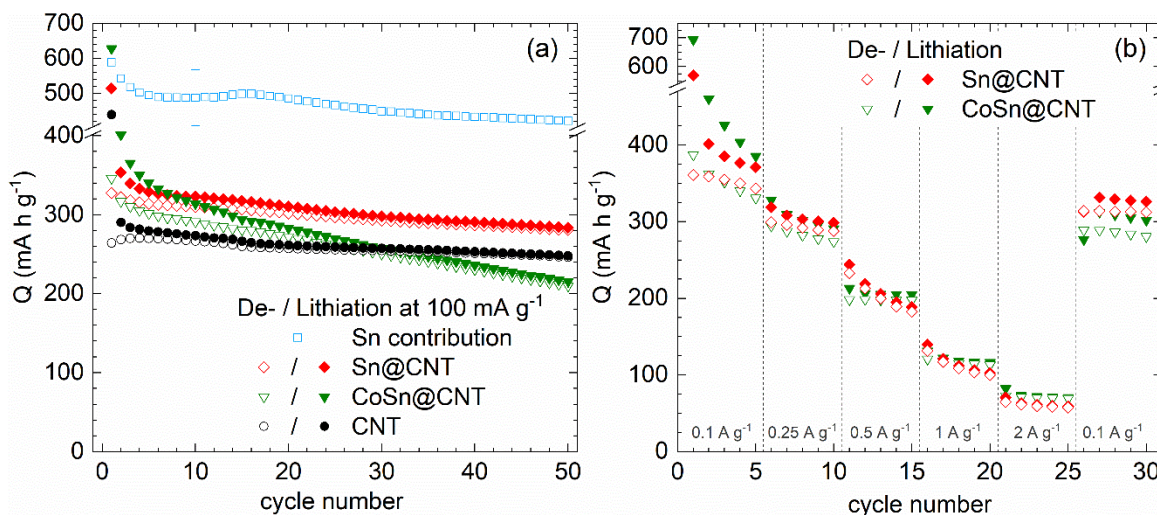 (a)
700
600
500
400
300
200
100
0
Q (mA h g-1)
De- / Lithiation at 100 mA g-1
Sn contribution
/ Sn@CNT
/ CoSn@CNT
/ CNT
0 10 20 30 40 50
cycle number
(b)
700
600
400
300
200
100
0
Q (mA h g-1)
De- / Lithiation
/ Sn@CNT
/ CoSn@CNT
0.1 A g-1 0.25 A g-1 0.5 A g-1 1 A g-1 2 A g-1 0.1 A g-1
0 5 10 15 20 25 30
cycle number